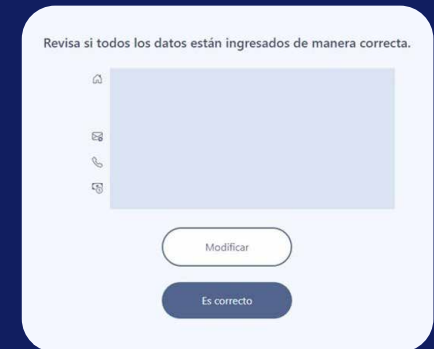 Revisa si todos los datos están ingresados de manera correcta.
Modificar
Es correcto